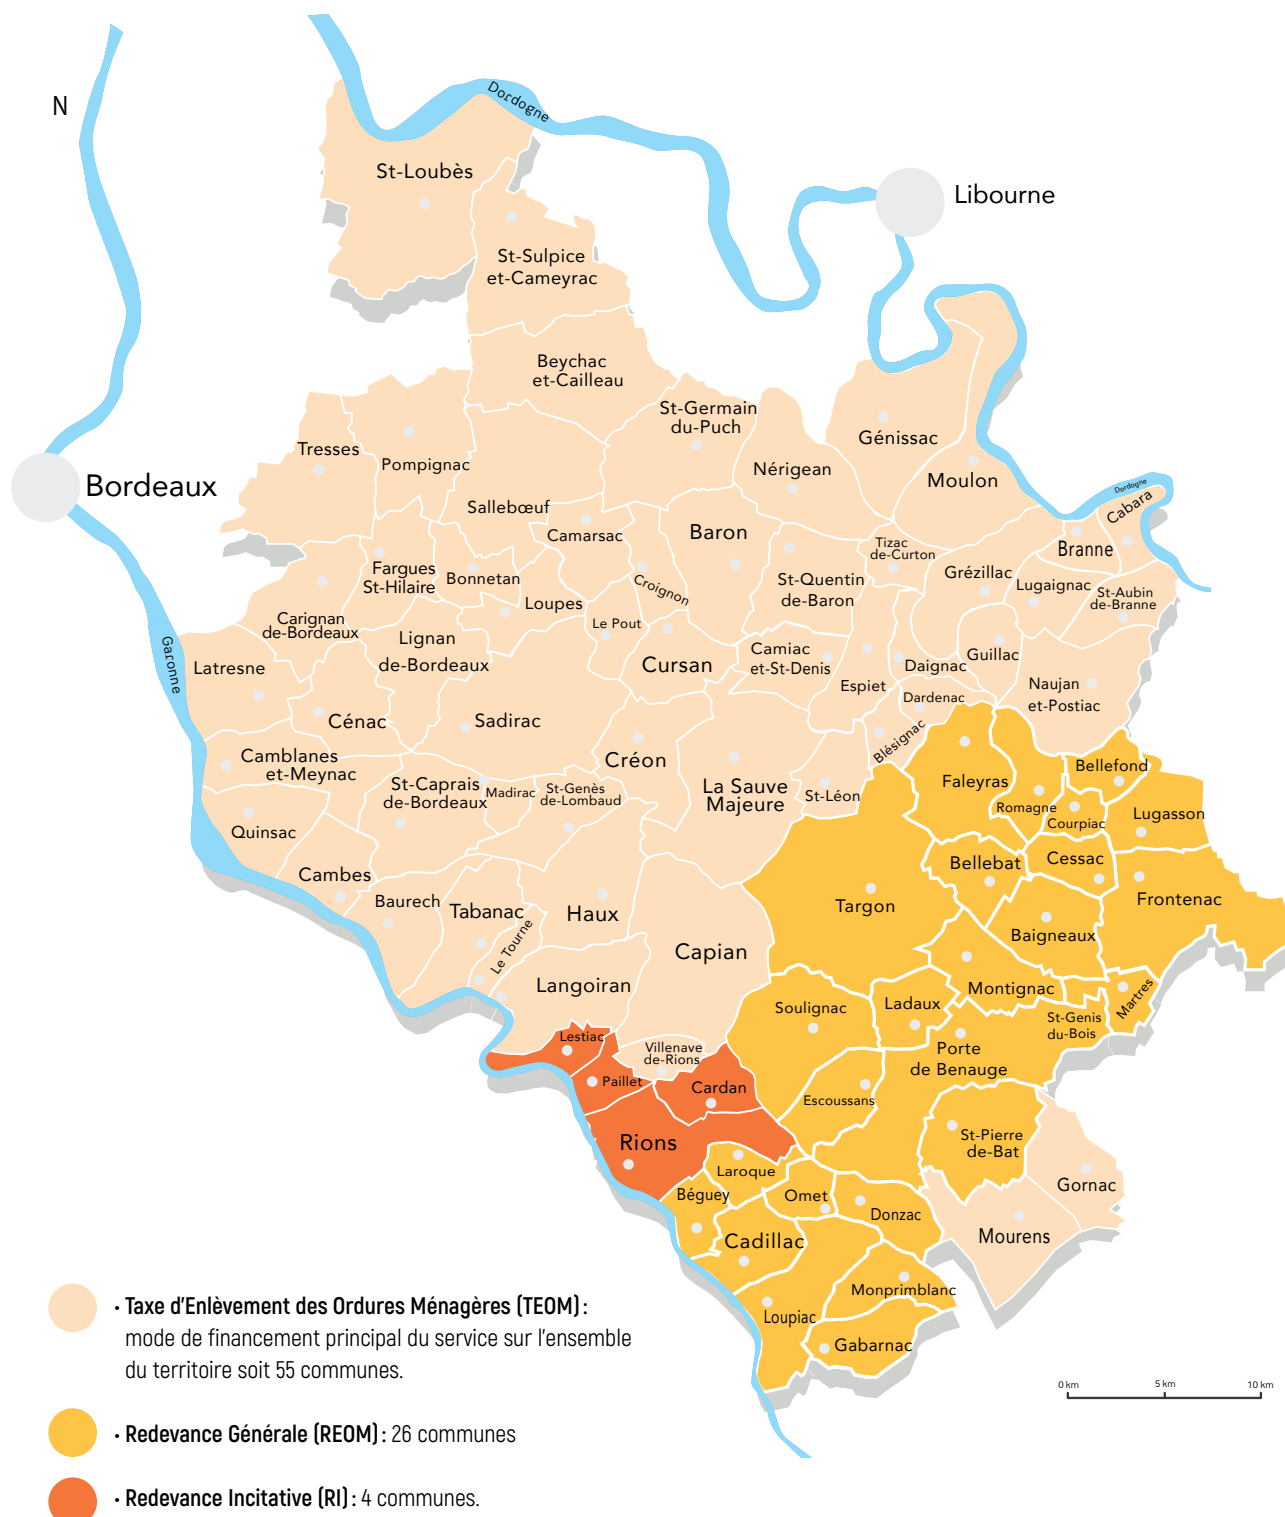 N
Dordogne
St-Loubès
Libourne
St-Sulpice
et-Cameyrac
Beychac
et-Cailleau
St-Germain
du-Puch
Génissac
Tresses
Pompignac
Nérigean
Moulon
Bordeaux
Dordogne
Cabara
Sallebœuf
Camarsac
Baron
Branne
Tizac
de-Curton
Fargues
St-Hilaire
Bonnetan
Croignon
St-Quentin
de-Baron
Grézillac
Lugaignac
St-Aubin
de-Branne
Loupes
Le Pout
Carignan
de-Bordeaux
Lignan
de-Bordeaux
Garonne
Latresne
Cursan
Camiac
et-St-Denis
Daignac
Guillac
Espiet
Dardenac
Naujan
et-Postiac
Cénac
Sadirac
Blésignac
Créon
Camblanes
et-Meynac
St-Caprais
de-Bordeaux
Madirac
St-Genès
de-Lombaud
La Sauve
Majeure
St-Léon
Faleyras
Bellefond
Romagne
Courpiac
Lugasson
Quinsac
Bellebat
Cessac
Cambes
Baurech
Tabanac
Le Tourne
Haux
Targon
Frontenac
Baigneaux
Capian
Langoiran
Montignac
Martres
Soulignac
Ladaux
St-Genis
du-Bois
Lestiac
Villenave
de-Rions
Porte
de Benauge
Paillet
Cardan
Escoussans
Rions
St-Pierre
de-Bat
Laroque
Gornac
Béguey
Omet
Donzac
Mourens
Cadillac
Monprimblanc
Loupiac
Gabarnac
0 km
5 km
10 km
• Taxe d'Enlèvement des Ordures Ménagères (TEOM) :
mode de financement principal du service sur l'ensemble
du territoire soit 55 communes.
• Redevance Générale (REOM) : 26 communes
• Redevance Incitative (RI) : 4 communes.